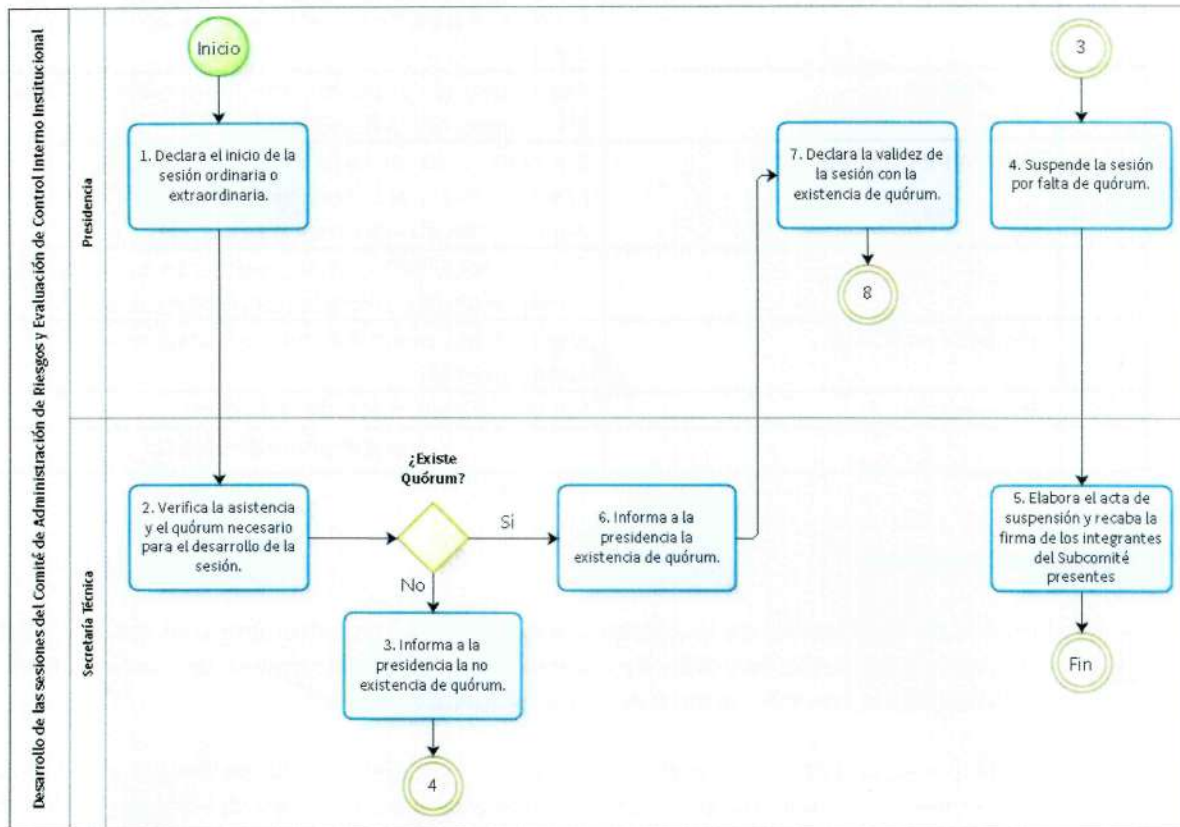 Desarrollo de las sesiones del Comité de Administración de Riesgos y Evaluación de Control Interno Institucional
Presidencia
Inicio
1. Declara el inicio de la
sesión ordinaria o
extraordinaria.
7. Declara la validez de
la sesión con la
existencia de quórum.
8
3
4. Suspende la sesión
por falta de quórum.
Secretaría Técnica
2. Verifica la asistencia
y el quórum necesario
para el desarrollo de la
sesión.
¿Existe
Quórum?
Si
No
6. Informa a la
presidencia la
existencia de quórum.
3. Informa a la
presidencia la no
existencia de quórum.
4
5. Elabora el acta de
suspensión y recaba la
firma de los integrantes
del Subcomité
presentes
Fin